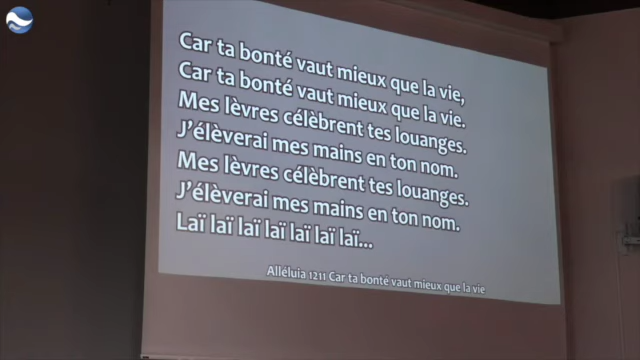 Car ta bonté vaut mieux que la vie,
Car ta bonté vaut mieux que la vie.
Mes lèvres célèbrent tes louanges.
J'élèverai mes mains en ton nom.
Mes lèvres célèbrent tes louanges.
J'élèverai mes mains en ton nom.
Laï laï laï laï laï laï laï...
Alléluia 1211 Car ta bonté vaut mieux que la vie